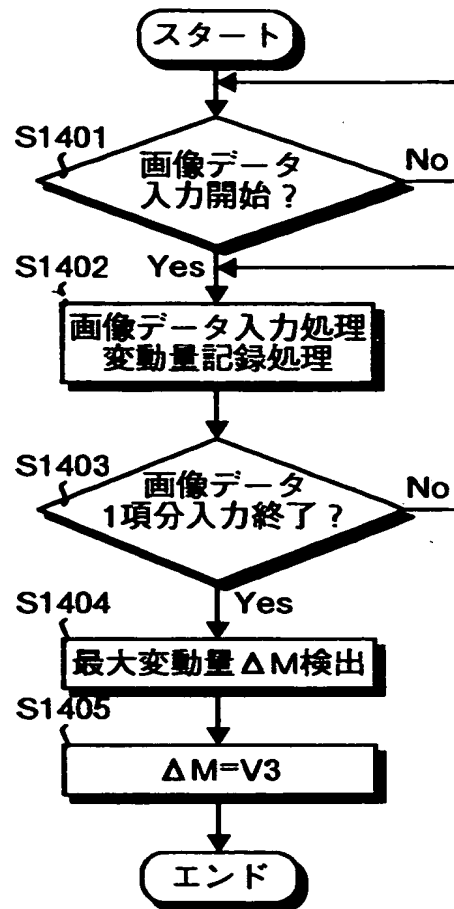 スタート
S1401
画像データ
入力開始?
No
S1402
Yes
画像データ入力処理
変動量記録処理
S1403
画像データ
1項分入力終了?
No
Yes
S1404
最大変動量ΔM検出
S1405
ΔM=V3
エンド